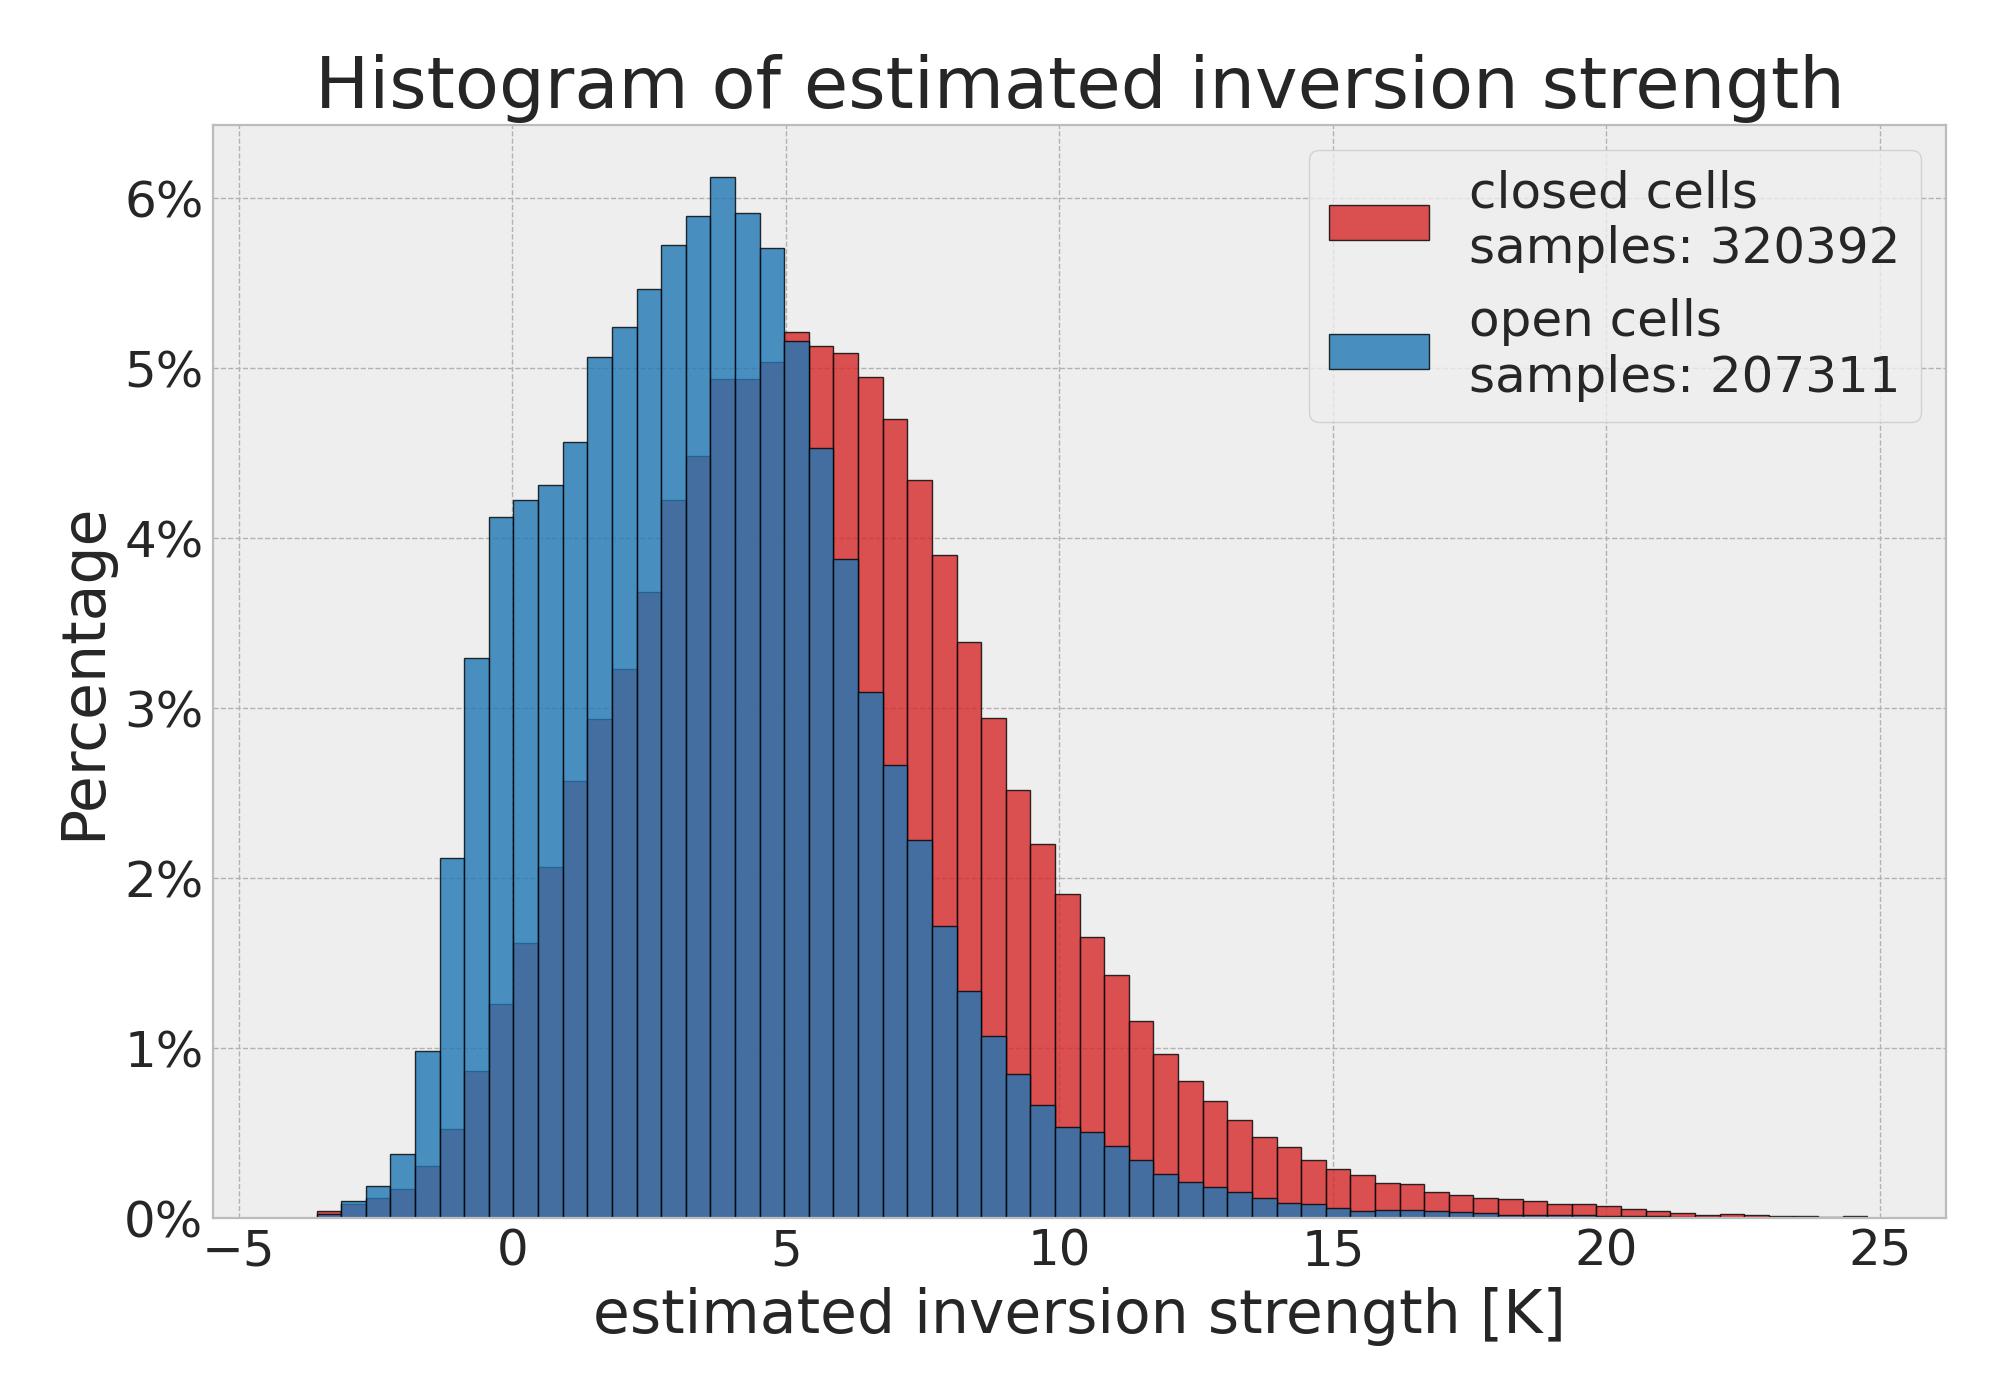 Histogram of estimated inversion strength
closed cells
samples: 320392
open cells
samples: 207311
Percentage
6%
5%
4%
3%
2%
1%
0%
−5 0 5 10 15 20 25
estimated inversion strength [K]